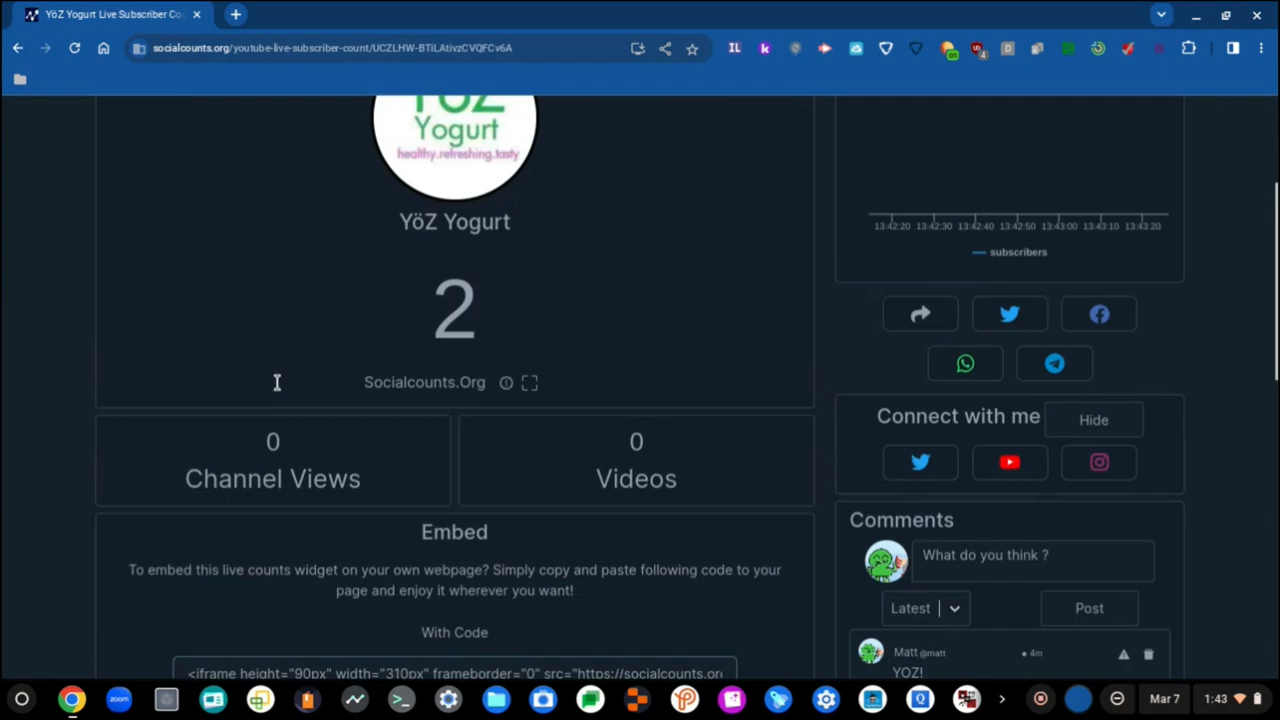 YöZ Yogurt Live Subscriber Co
socialcounts.org/youtube-live-subscriber-count/UCZLHW-BTiLAtivzCVQFCv6A
YöZ
Yogurt
healthy.refreshing.tasty
YöZ Yogurt
2
Socialcounts.Org
0
Channel Views
0
Videos
Embed
To embed this live counts widget on your own webpage? Simply copy and paste following code to your
page and enjoy it wherever you want!
With Code
<iframe height="90px" width="310px" frameborder="0" src="https://socialcounts.org
13:42:20 13:42:30 13:42:40 13:42:50 13:43:00 13:43:10 13:43:20
subscribers
Connect with me
Hide
Comments
What do you think ?
Latest
Post
Matt @matt
4m
YOZ!
zoom
Mar 7
1:43